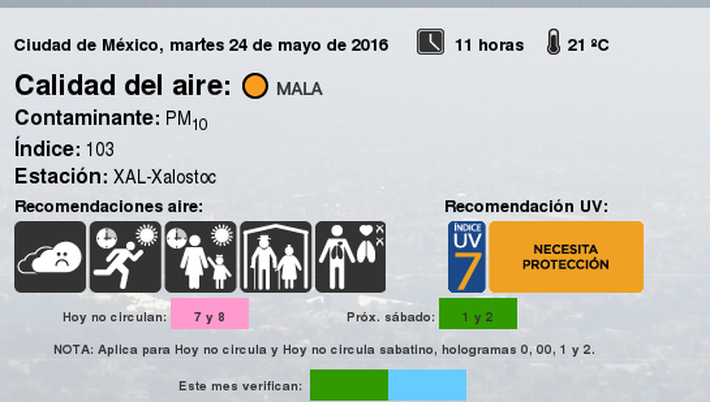 Ciudad de México, martes 24 de mayo de 2016 11 horas 21 ºC
Calidad del aire: MALA
Contaminante: PM10
Índice: 103
Estación: XAL-Xalostoc
Recomendaciones aire: Recomendación UV:
ÍNDICE
UV
7
NECESITA
PROTECCIÓN
Hoy no circulan: 7 y 8 Próx. sábado: 1 y 2
NOTA: Aplica para Hoy no circula y Hoy no circula sabatino, hologramas 0, 00, 1 y 2.
Este mes verifican: